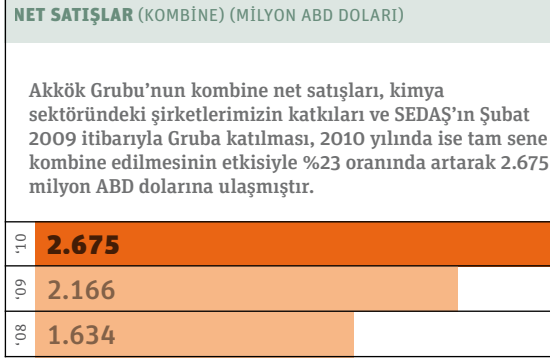 NET SATIŞLAR (KOMBİNE) (MİLYON ABD DOLARI)
Akkök Grubu’nun kombine net satışları, kimya
sektöründeki şirketlerimizin katkıları ve SEDAŞ’ın Şubat
2009 itibarıyla Gruba katılması, 2010 yılında ise tam sene
kombine edilmesinin etkisiyle %23 oranında artarak 2.675
milyon ABD dolarına ulaşmıştır.
‘10 2.675
‘09 2.166
‘08 1.634